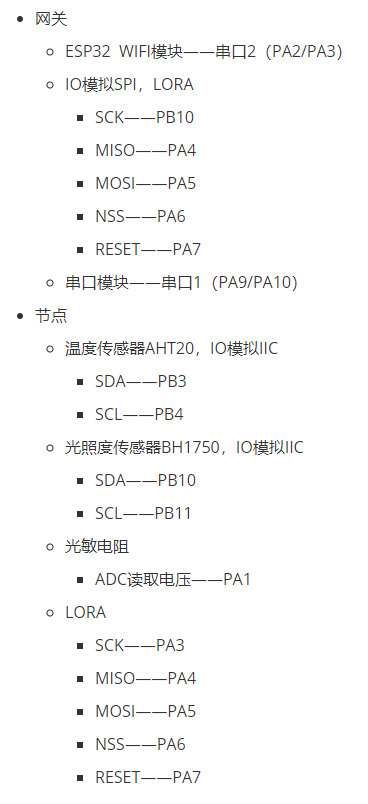 网关
ESP32 WIFI模块——串口2（PA2/PA3）
IO模拟SPI，LORA
SCK——PB10
MISO——PA4
MOSI——PA5
NSS——PA6
RESET——PA7
串口模块——串口1（PA9/PA10）
节点
温度传感器AHT20，IO模拟IIC
SDA——PB3
SCL——PB4
光照度传感器BH1750，IO模拟IIC
SDA——PB10
SCL——PB11
光敏电阻
ADC读取电压——PA1
LORA
SCK——PA3
MISO——PA4
MOSI——PA5
NSS——PA6
RESET——PA7